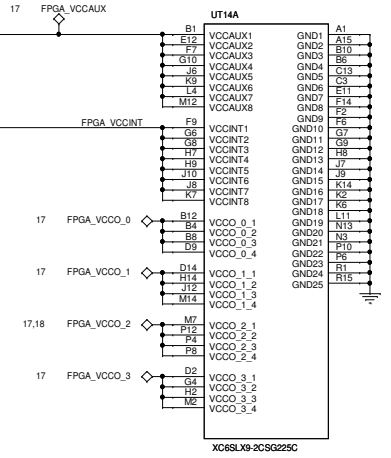 17 FPGA_VCCAUX
UT14A
B1 VCCAUX1 GND1 A1
E12 VCCAUX2 GND2 A15
F7 VCCAUX3 GND3 B10
G10 VCCAUX4 GND4 B6
J6 VCCAUX5 GND5 C13
K9 VCCAUX6 GND6 C3
L4 VCCAUX7 GND7 E11
M12 VCCAUX8 GND8 F14
GND9 F2
FPGA_VCCINT F9 VCCINT1 GND10 F6
G6 VCCINT2 GND11 G7
G8 VCCINT3 GND12 G9
H7 VCCINT4 GND13 H8
H9 VCCINT5 GND14 J7
J10 VCCINT6 GND15 J9
J8 VCCINT7 GND16 K14
K7 VCCINT8 GND17 K2
GND18 K6
17 FPGA_VCCO_0 B12 VCCO_0_1 GND19 L11
B4 VCCO_0_2 GND20 N13
B8 VCCO_0_3 GND21 N3
D9 VCCO_0_4 GND22 P10
GND23 P6
17 FPGA_VCCO_1 D14 VCCO_1_1 GND24 R1
H14 VCCO_1_2 GND25 R15
J12 VCCO_1_3
M14 VCCO_1_4
17,18 FPGA_VCCO_2 M7 VCCO_2_1
P12 VCCO_2_2
P4 VCCO_2_3
P8 VCCO_2_4
17 FPGA_VCCO_3 D2 VCCO_3_1
G4 VCCO_3_2
H2 VCCO_3_3
M2 VCCO_3_4
XC6SLX9-2CSG225C